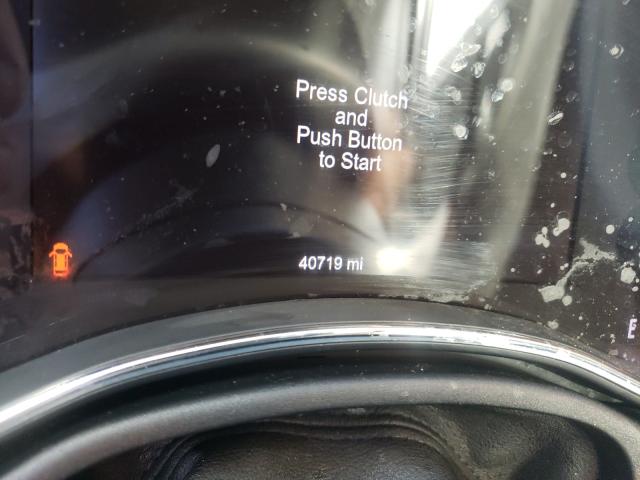 Press Clutch
and
Push Button
to Start
40719 mi
F